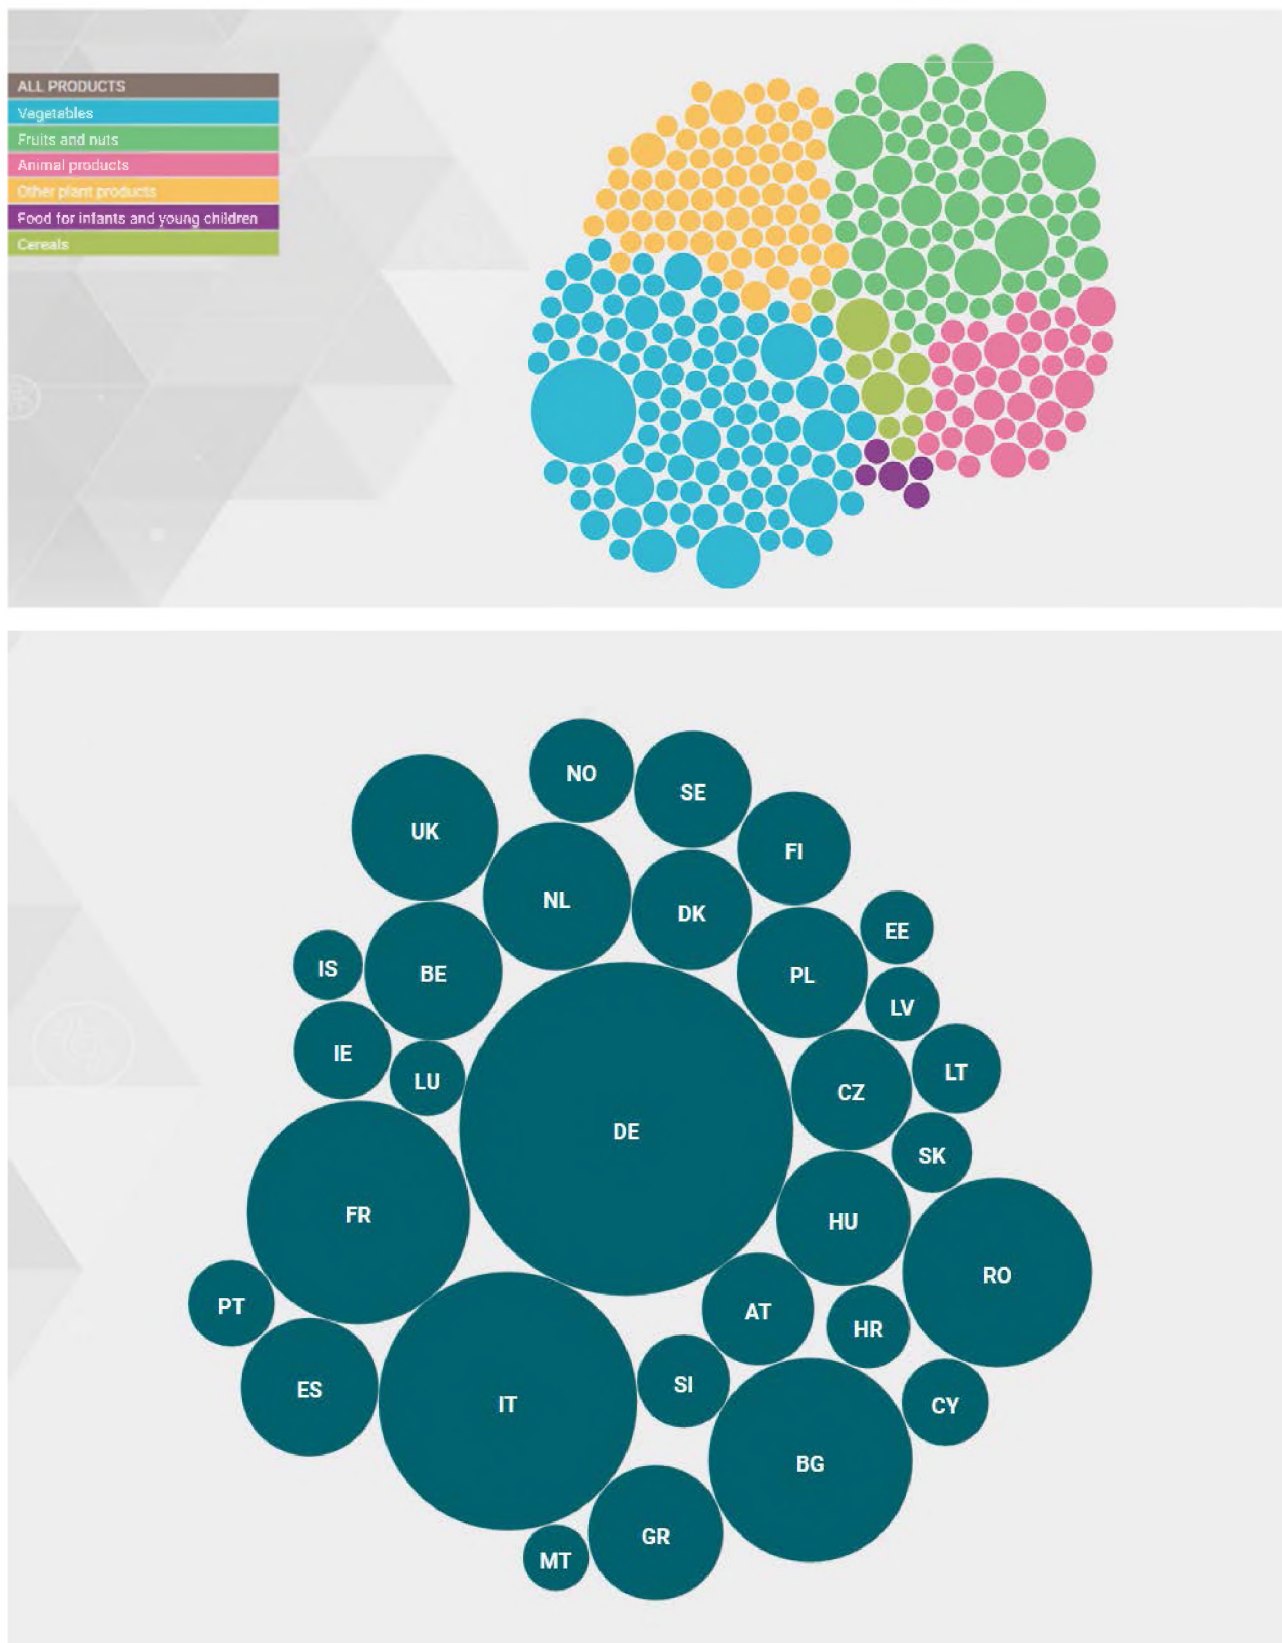 ALL PRODUCTS
Vegetables
Fruits and nuts
Animal products
Other plant products
Food for infants and young children
Cereals
NO
SE
UK
FI
NL
DK
EE
IS
BE
PL
LV
IE
LU
CZ
LT
DE
SK
FR
HU
RO
PT
AT
HR
ES
IT
SI
CY
BG
GR
MT